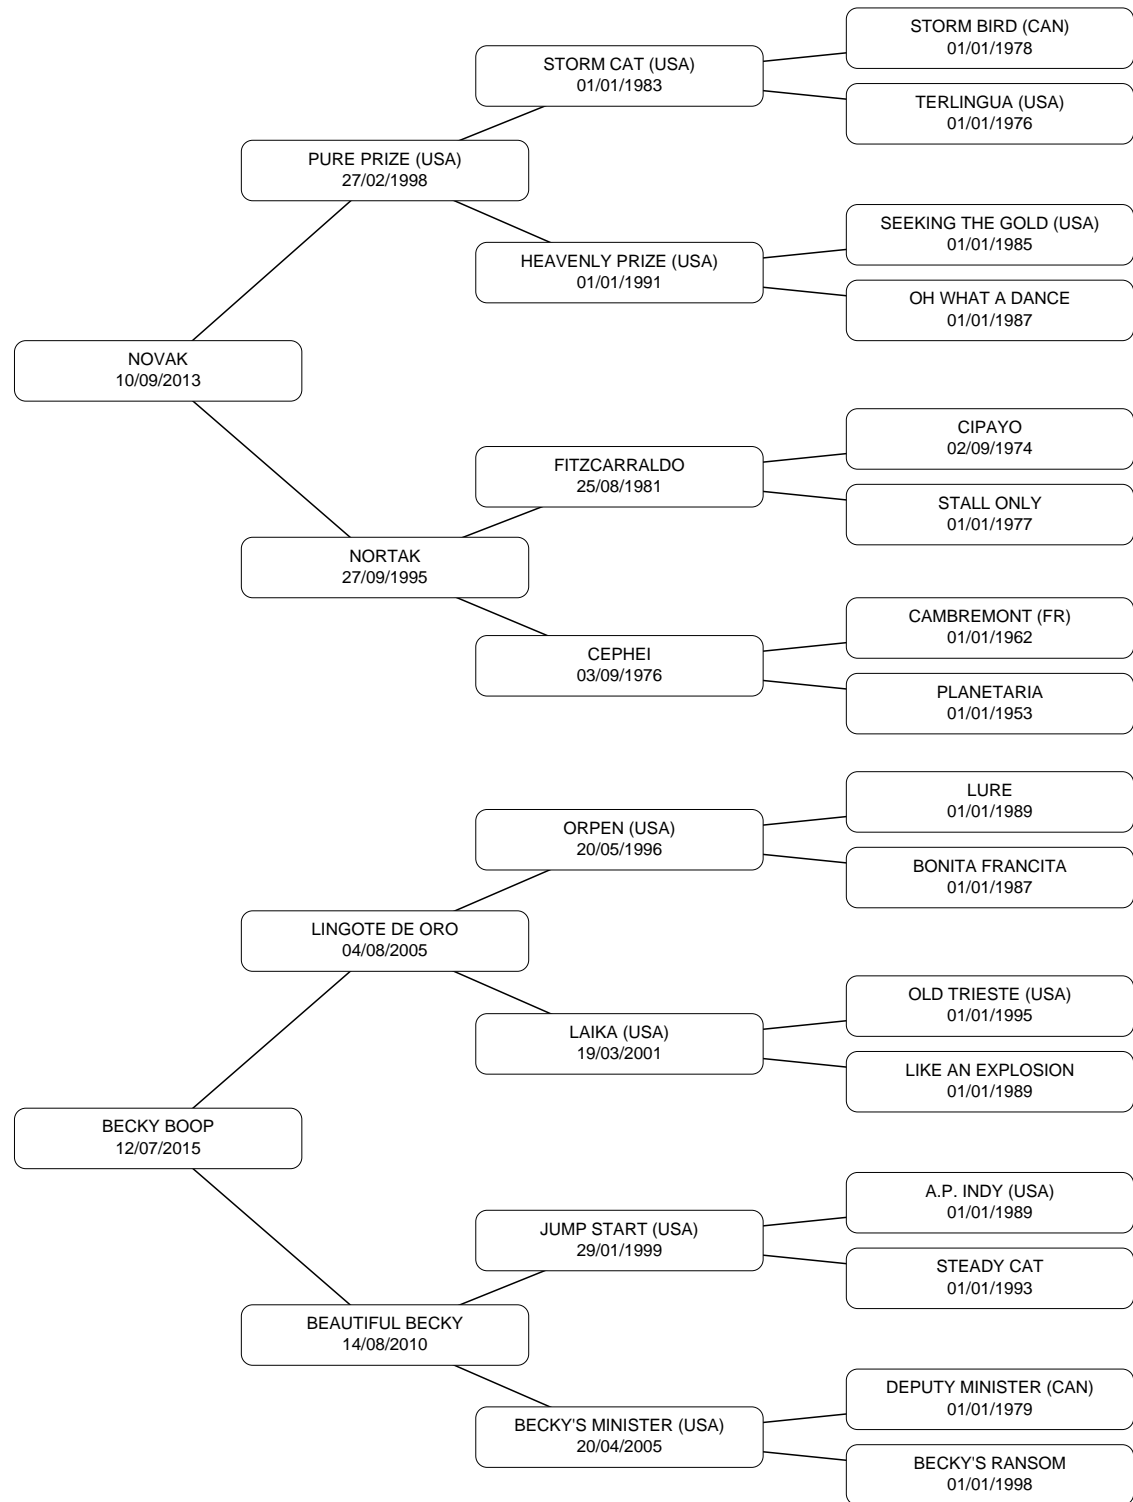 STORM BIRD (CAN)
01/01/1978
STORM CAT (USA)
01/01/1983
TERLINGUA (USA)
01/01/1976
PURE PRIZE (USA)
27/02/1998
SEEKING THE GOLD (USA)
01/01/1985
HEAVENLY PRIZE (USA)
01/01/1991
OH WHAT A DANCE
01/01/1987
NOVAK
10/09/2013
CIPAYO
02/09/1974
FITZCARRALDO
25/08/1981
STALL ONLY
01/01/1977
NORTAK
27/09/1995
CAMBREMONT (FR)
01/01/1962
CEPHEI
03/09/1976
PLANETARIA
01/01/1953
LURE
01/01/1989
ORPEN (USA)
20/05/1996
BONITA FRANCITA
01/01/1987
LINGOTE DE ORO
04/08/2005
OLD TRIESTE (USA)
01/01/1995
LAIKA (USA)
19/03/2001
LIKE AN EXPLOSION
01/01/1989
BECKY BOOP
12/07/2015
A.P. INDY (USA)
01/01/1989
JUMP START (USA)
29/01/1999
STEADY CAT
01/01/1993
BEAUTIFUL BECKY
14/08/2010
DEPUTY MINISTER (CAN)
01/01/1979
BECKY'S MINISTER (USA)
20/04/2005
BECKY'S RANSOM
01/01/1998